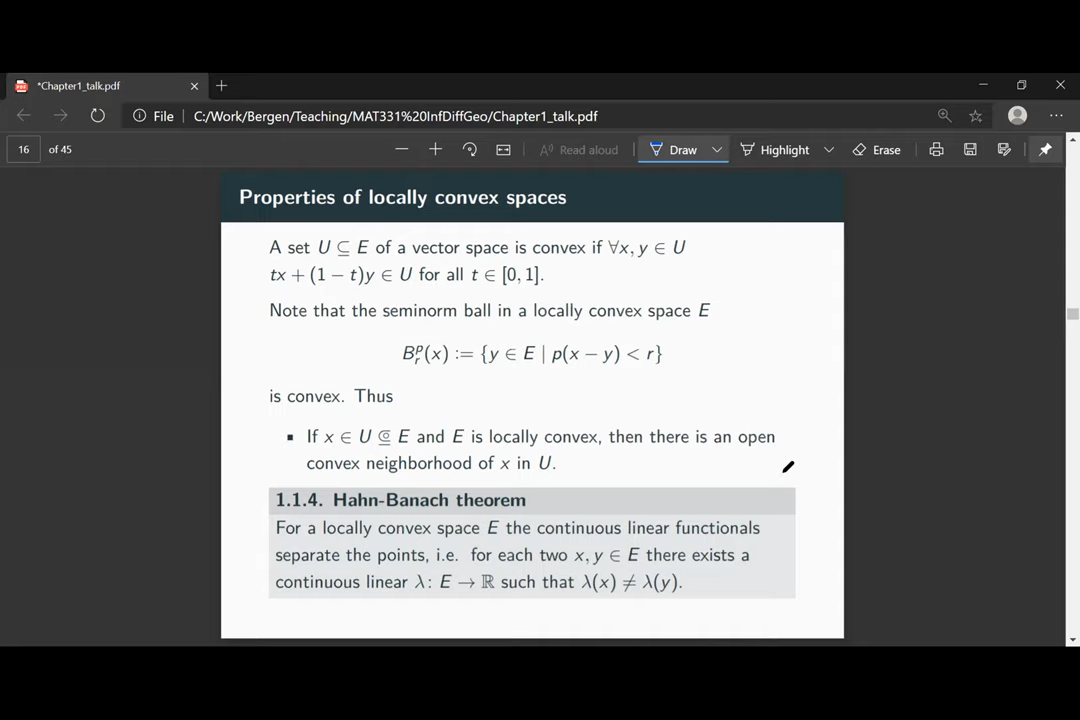 *Chapter1_talk.pdf
File | C:/Work/Bergen/Teaching/MAT331%20InfDiffGeo/Chapter1_talk.pdf
16 of 45 Read aloud Draw Highlight Erase
Properties of locally convex spaces
A set U ⊆ E of a vector space is convex if ∀x, y ∈ U
tx + (1 − t)y ∈ U for all t ∈ [0, 1].
Note that the seminorm ball in a locally convex space E
B_r^p(x) := {y ∈ E | p(x − y) < r}
is convex. Thus
▪ If x ∈ U ⊆ E and E is locally convex, then there is an open
convex neighborhood of x in U.
1.1.4. Hahn-Banach theorem
For a locally convex space E the continuous linear functionals
separate the points, i.e. for each two x, y ∈ E there exists a
continuous linear λ: E → ℝ such that λ(x) ≠ λ(y).